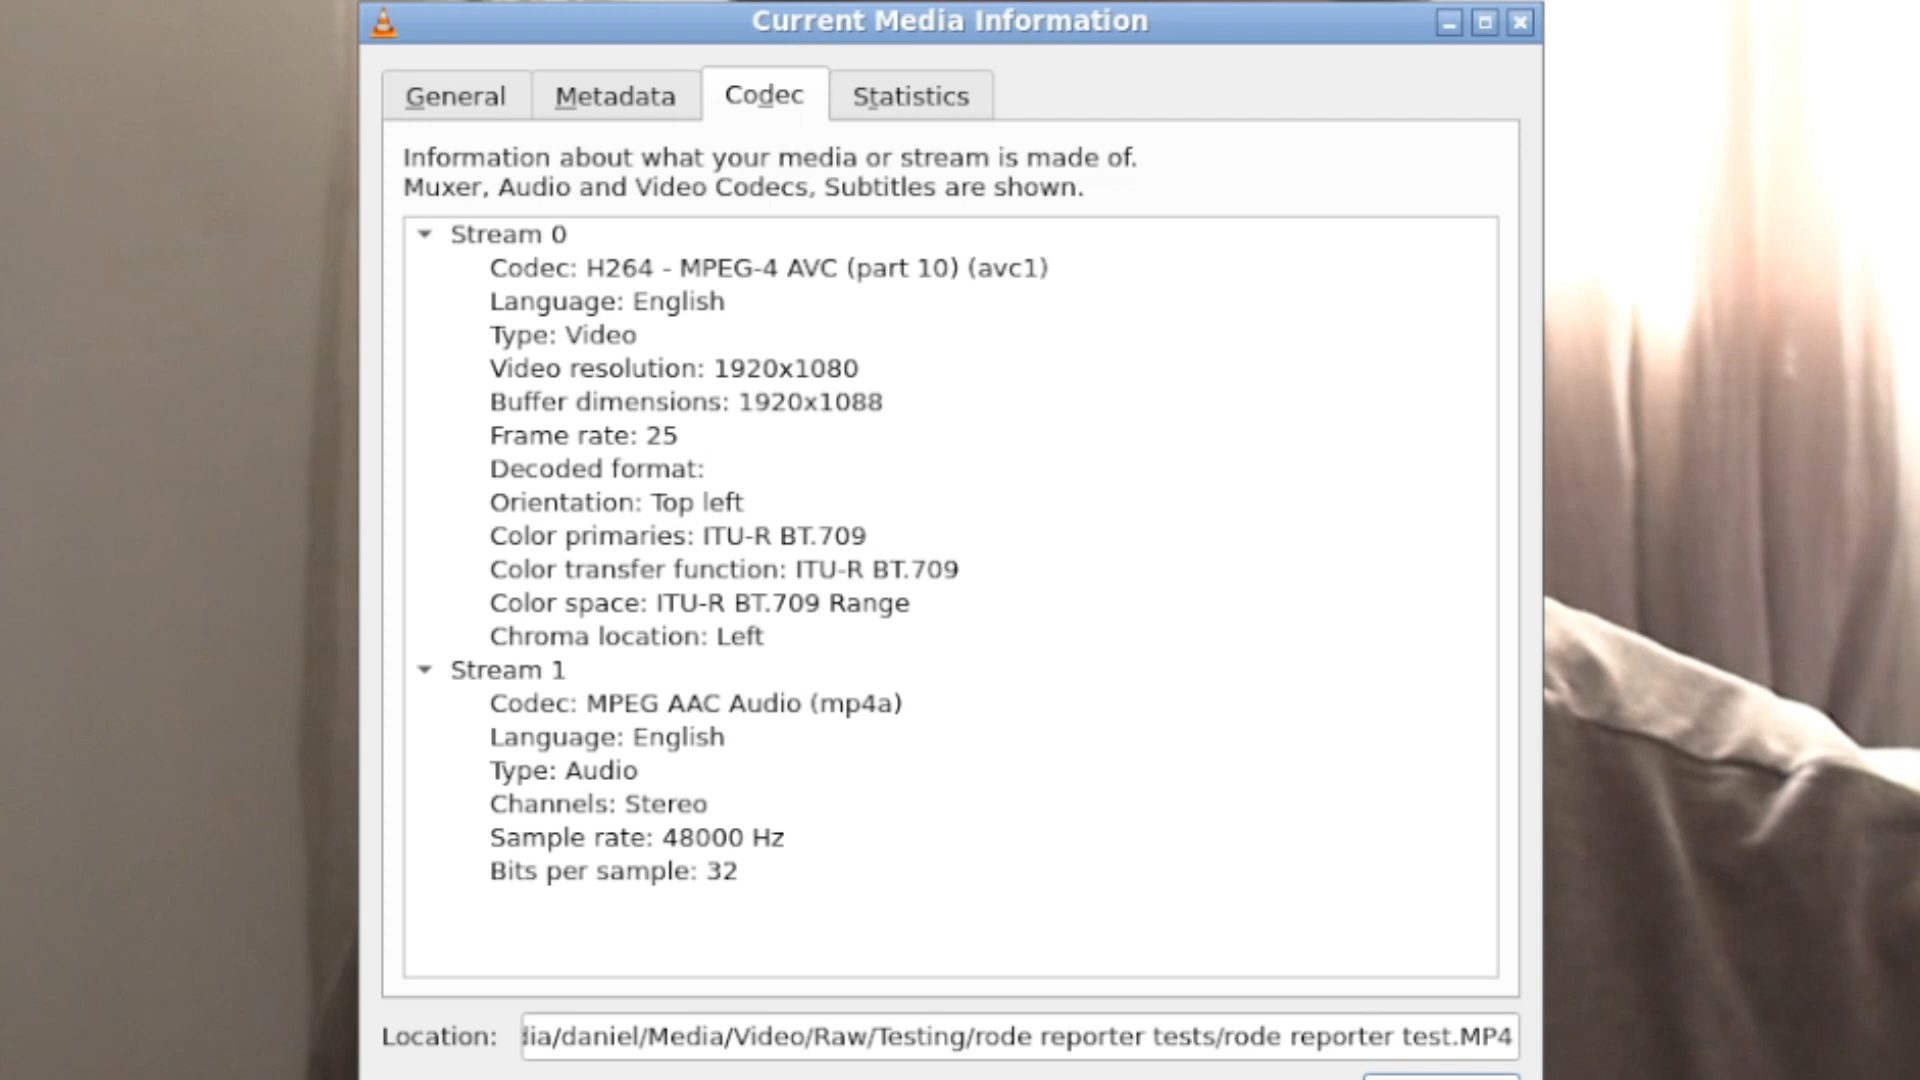 Current Media Information
General
Metadata
Codec
Statistics
Information about what your media or stream is made of.
Muxer, Audio and Video Codecs, Subtitles are shown.
Stream 0
Codec: H264 - MPEG-4 AVC (part 10) (avc1)
Language: English
Type: Video
Video resolution: 1920x1080
Buffer dimensions: 1920x1088
Frame rate: 25
Decoded format:
Orientation: Top left
Color primaries: ITU-R BT.709
Color transfer function: ITU-R BT.709
Color space: ITU-R BT.709 Range
Chroma location: Left
Stream 1
Codec: MPEG AAC Audio (mp4a)
Language: English
Type: Audio
Channels: Stereo
Sample rate: 48000 Hz
Bits per sample: 32
Location: dia/daniel/Media/Video/Raw/Testing/rode reporter tests/rode reporter test.MP4